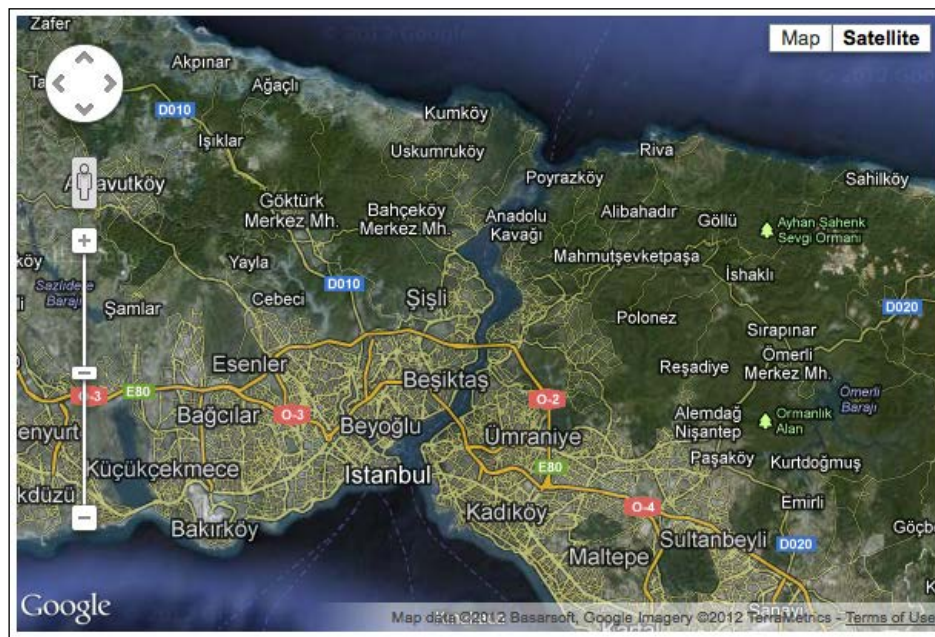 Zafer
Map
Satellite
Akpınar
Ağaçlı
D010
Kumköy
Işıklar
Uskumruköy
Riva
Poyrazköy
Sahilköy
Göktürk
Merkez Mh.
Bahçeköy
Merkez Mh.
Anadolu
Kavağı
Alibahadır
Göllü
Ayhan Şahenk
Sevgi Ormanı
Mahmutşevketpaşa
İshaklı
köy
Yayla
Sazlıdere
Barajı
Şamlar
Cebeci
D010
Şişli
D020
Polonez
Sırapınar
Esenler
Reşadiye
Ömerli
Merkez Mh.
Beşiktaş
O-3
E80
O-2
Ömerli
Barajı
Bağcılar
O-3
Beyoğlu
Alemdağ
Nişantep
Ormanlık
Alan
enyurt
Ümraniye
Paşaköy
Kurtdoğmuş
Küçükçekmece
Istanbul
E80
kdüzü
Emirli
Kadıköy
O-4
Bakırköy
Sultanbeyli
D020
Göçb
Maltepe
Google
Map data ©2012 Basarsoft, Google Imagery ©2012 TerraMetrics - Terms of Use